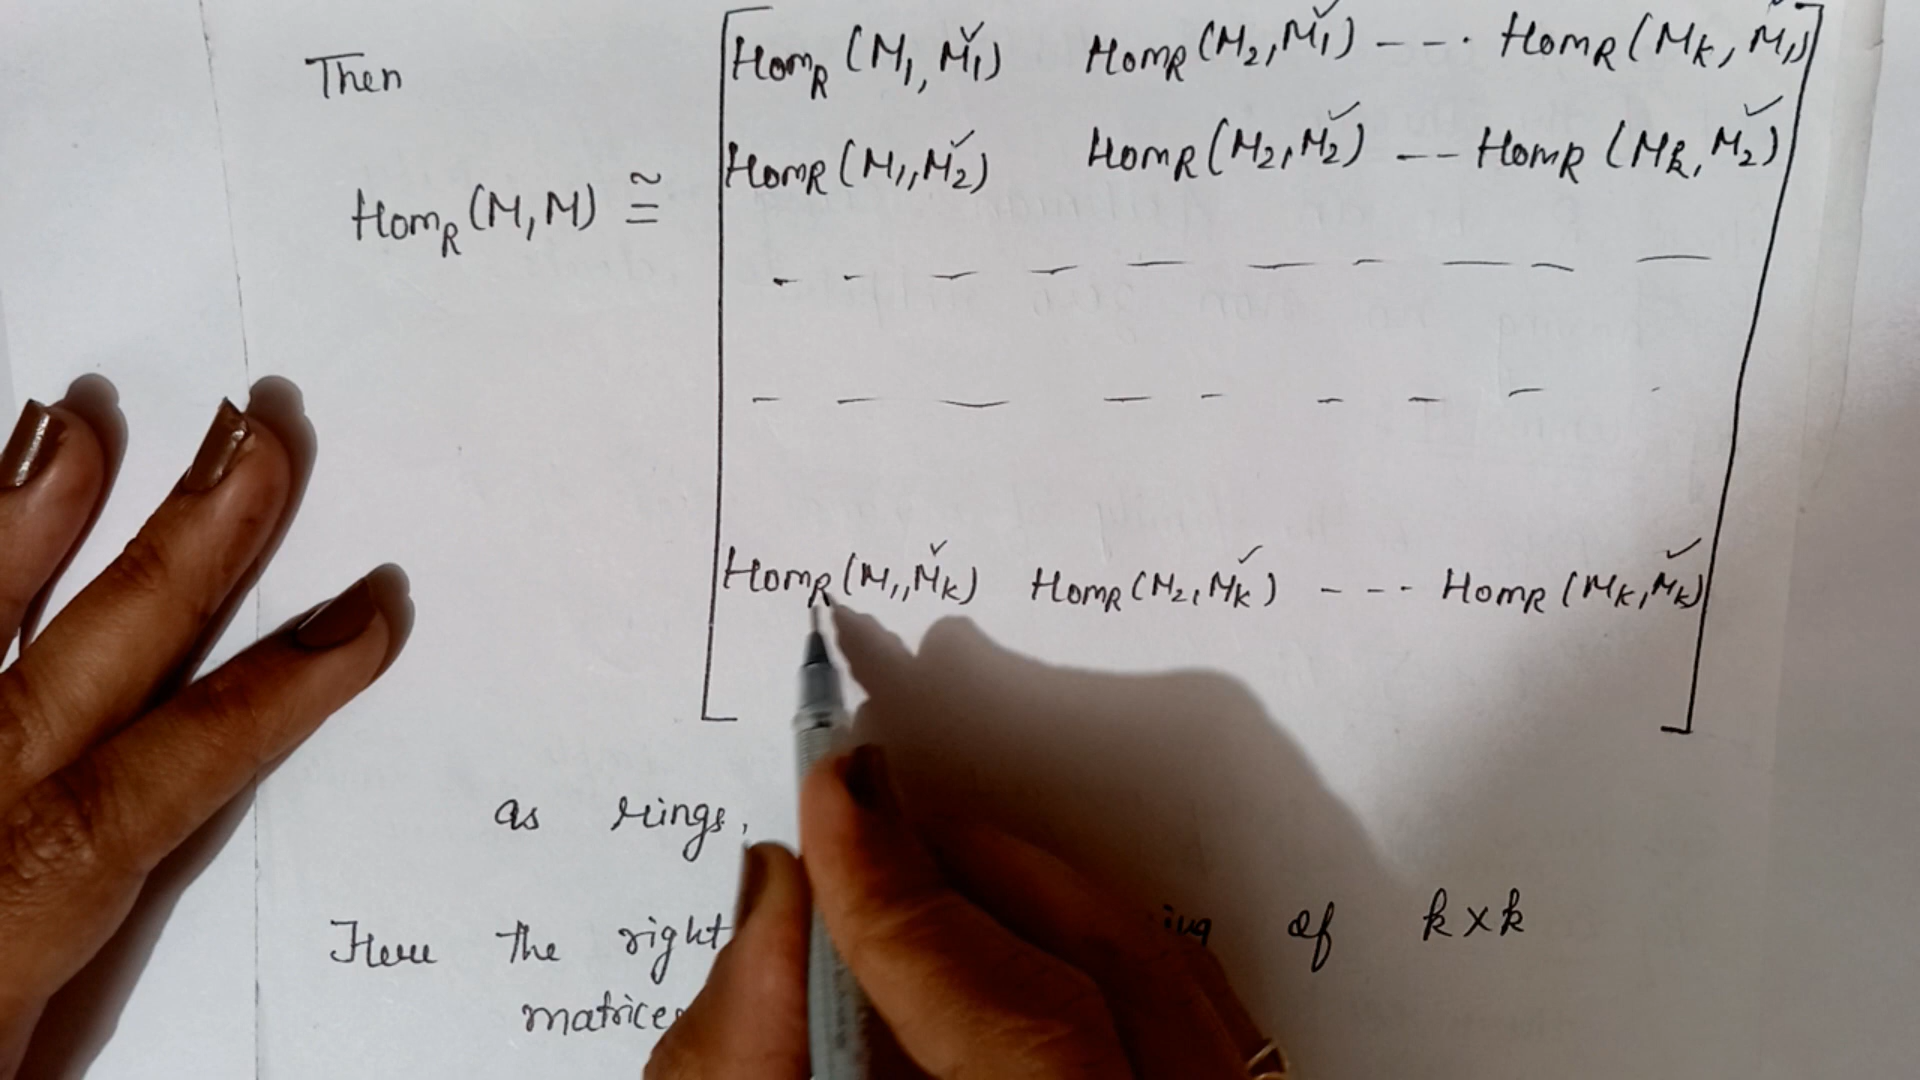 Then
Hom_R (M_1, M_1) Hom_R (M_2, M_1) ---. Hom_R (M_k, M_1)
Hom_R (M_1, M_2) Hom_R (M_2, M_2) --- Hom_R (M_k, M_2)
Hom_R (M, M) ≅
Hom_R (M_1, M_k) Hom_R (M_2, M_k) - --- Hom_R (M_k, M_k)
as rings,
Here the right of k×k
matrices